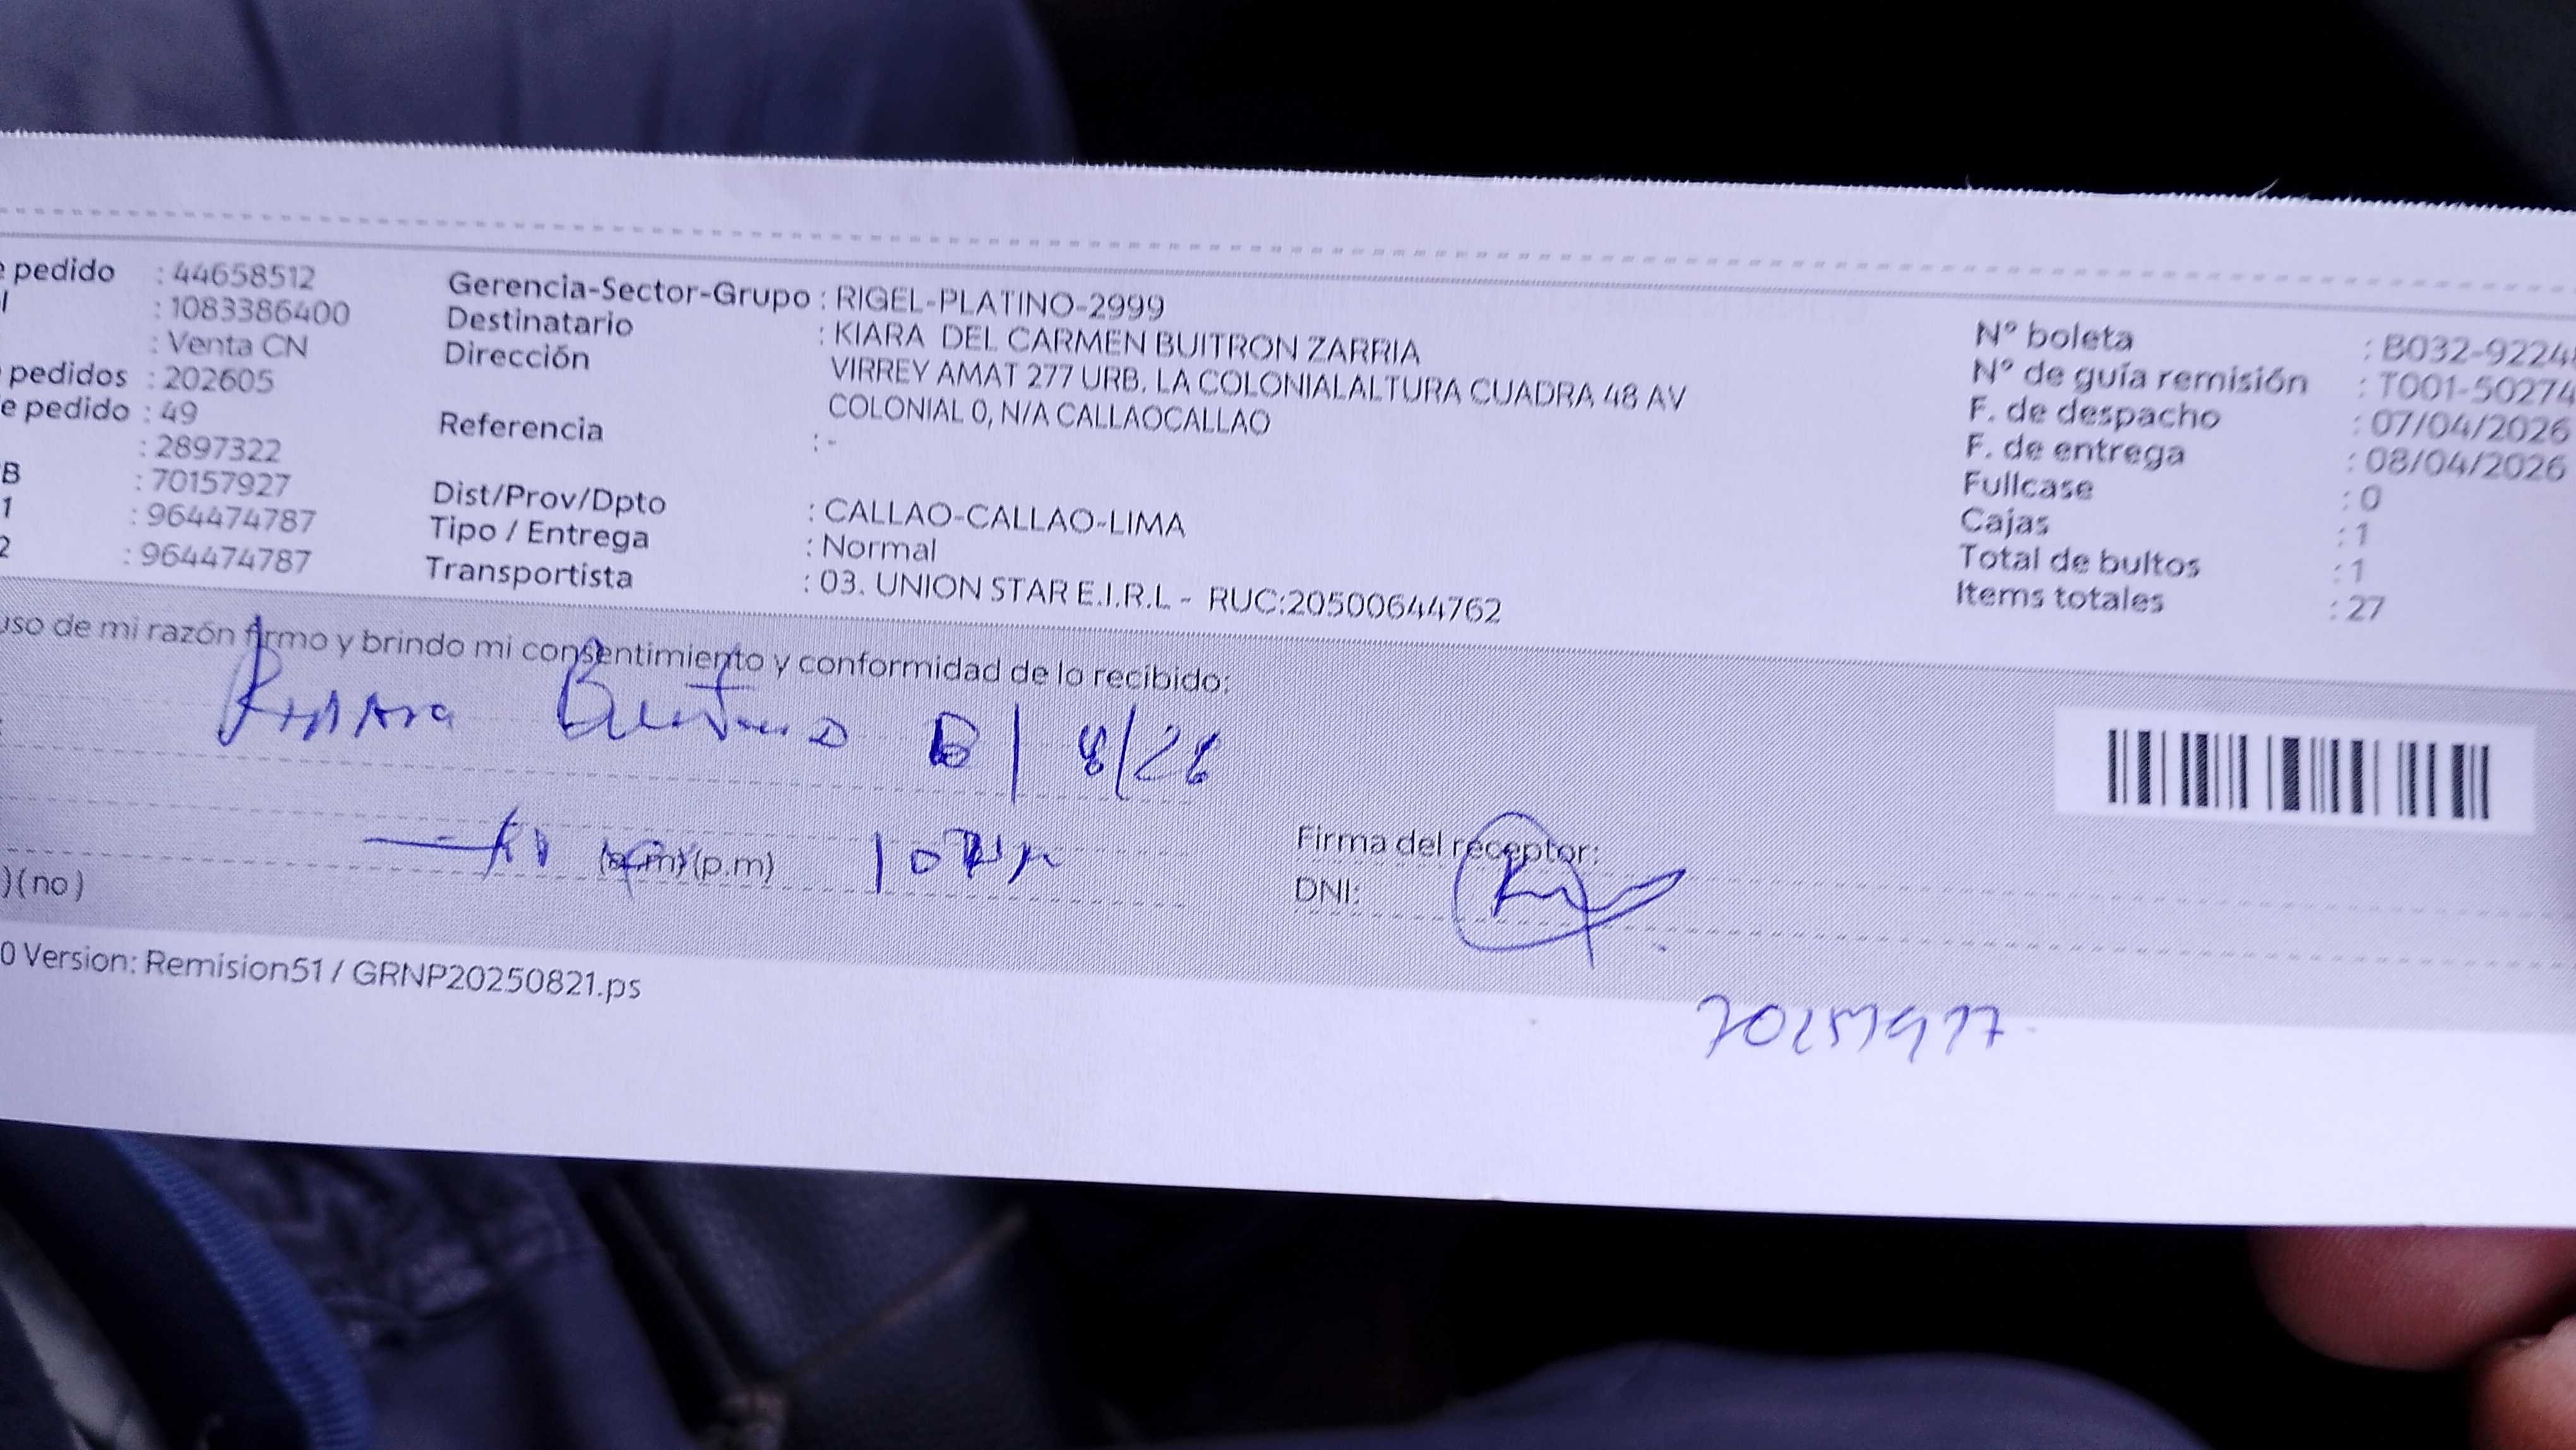 e pedido : 44658512
l : 1083386400
: Venta CN
pedidos : 202605
e pedido : 49
: 2897322
B : 70157927
1 : 964474787
2 : 964474787
Gerencia-Sector-Grupo : RIGEL-PLATINO-2999
Destinatario : KIARA DEL CARMEN BUITRON ZARRIA
Dirección VIRREY AMAT 277 URB. LA COLONIALALTURA CUADRA 48 AV
COLONIAL 0, N/A CALLAOCALLAO
Referencia : -
Dist/Prov/Dpto : CALLAO-CALLAO-LIMA
Tipo / Entrega : Normal
Transportista : 03. UNION STAR E.I.R.L - RUC:20500644762
Nº boleta : B032-9224
Nº de guía remisión : T001-50274
F. de despacho : 07/04/2026
F. de entrega : 08/04/2026
Fullcase : 0
Cajas : 1
Total de bultos : 1
Items totales : 27
uso de mi razón firmo y brindo mi consentimiento y conformidad de lo recibido:
(a.m)(p.m)
)(no)
Firma del receptor:
DNI:
0 Version: Remision51 / GRNP20250821.ps